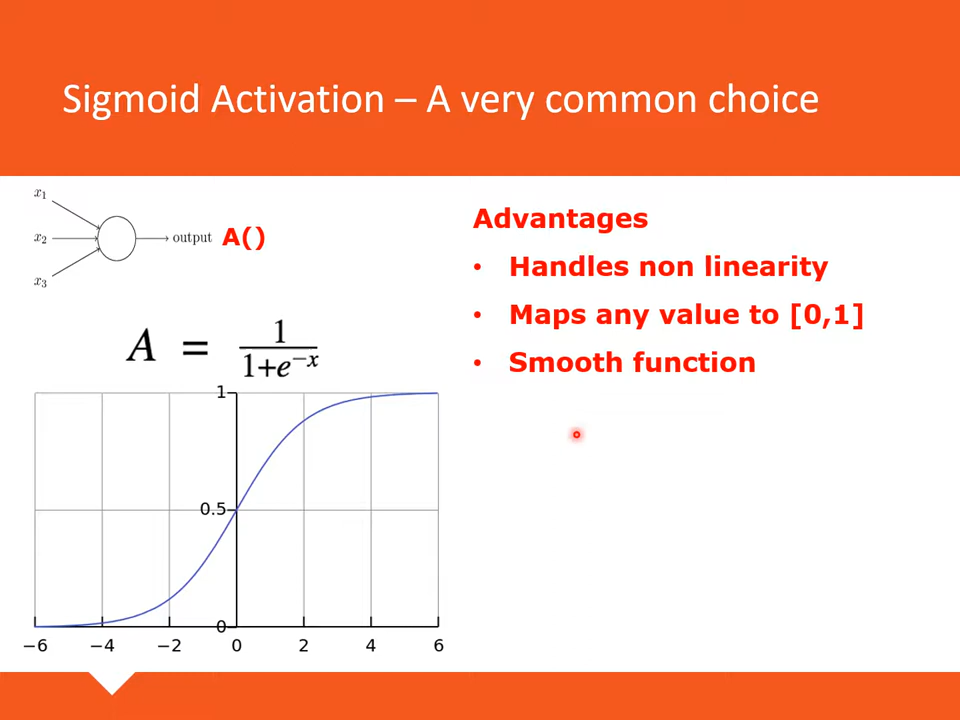 Sigmoid Activation – A very common choice
x₁
x₂
x₃
output A()
A = 1/(1+e^{−x})
1
0.5
0
−6 −4 −2 0 2 4 6
Advantages
• Handles non linearity
• Maps any value to [0,1]
• Smooth function